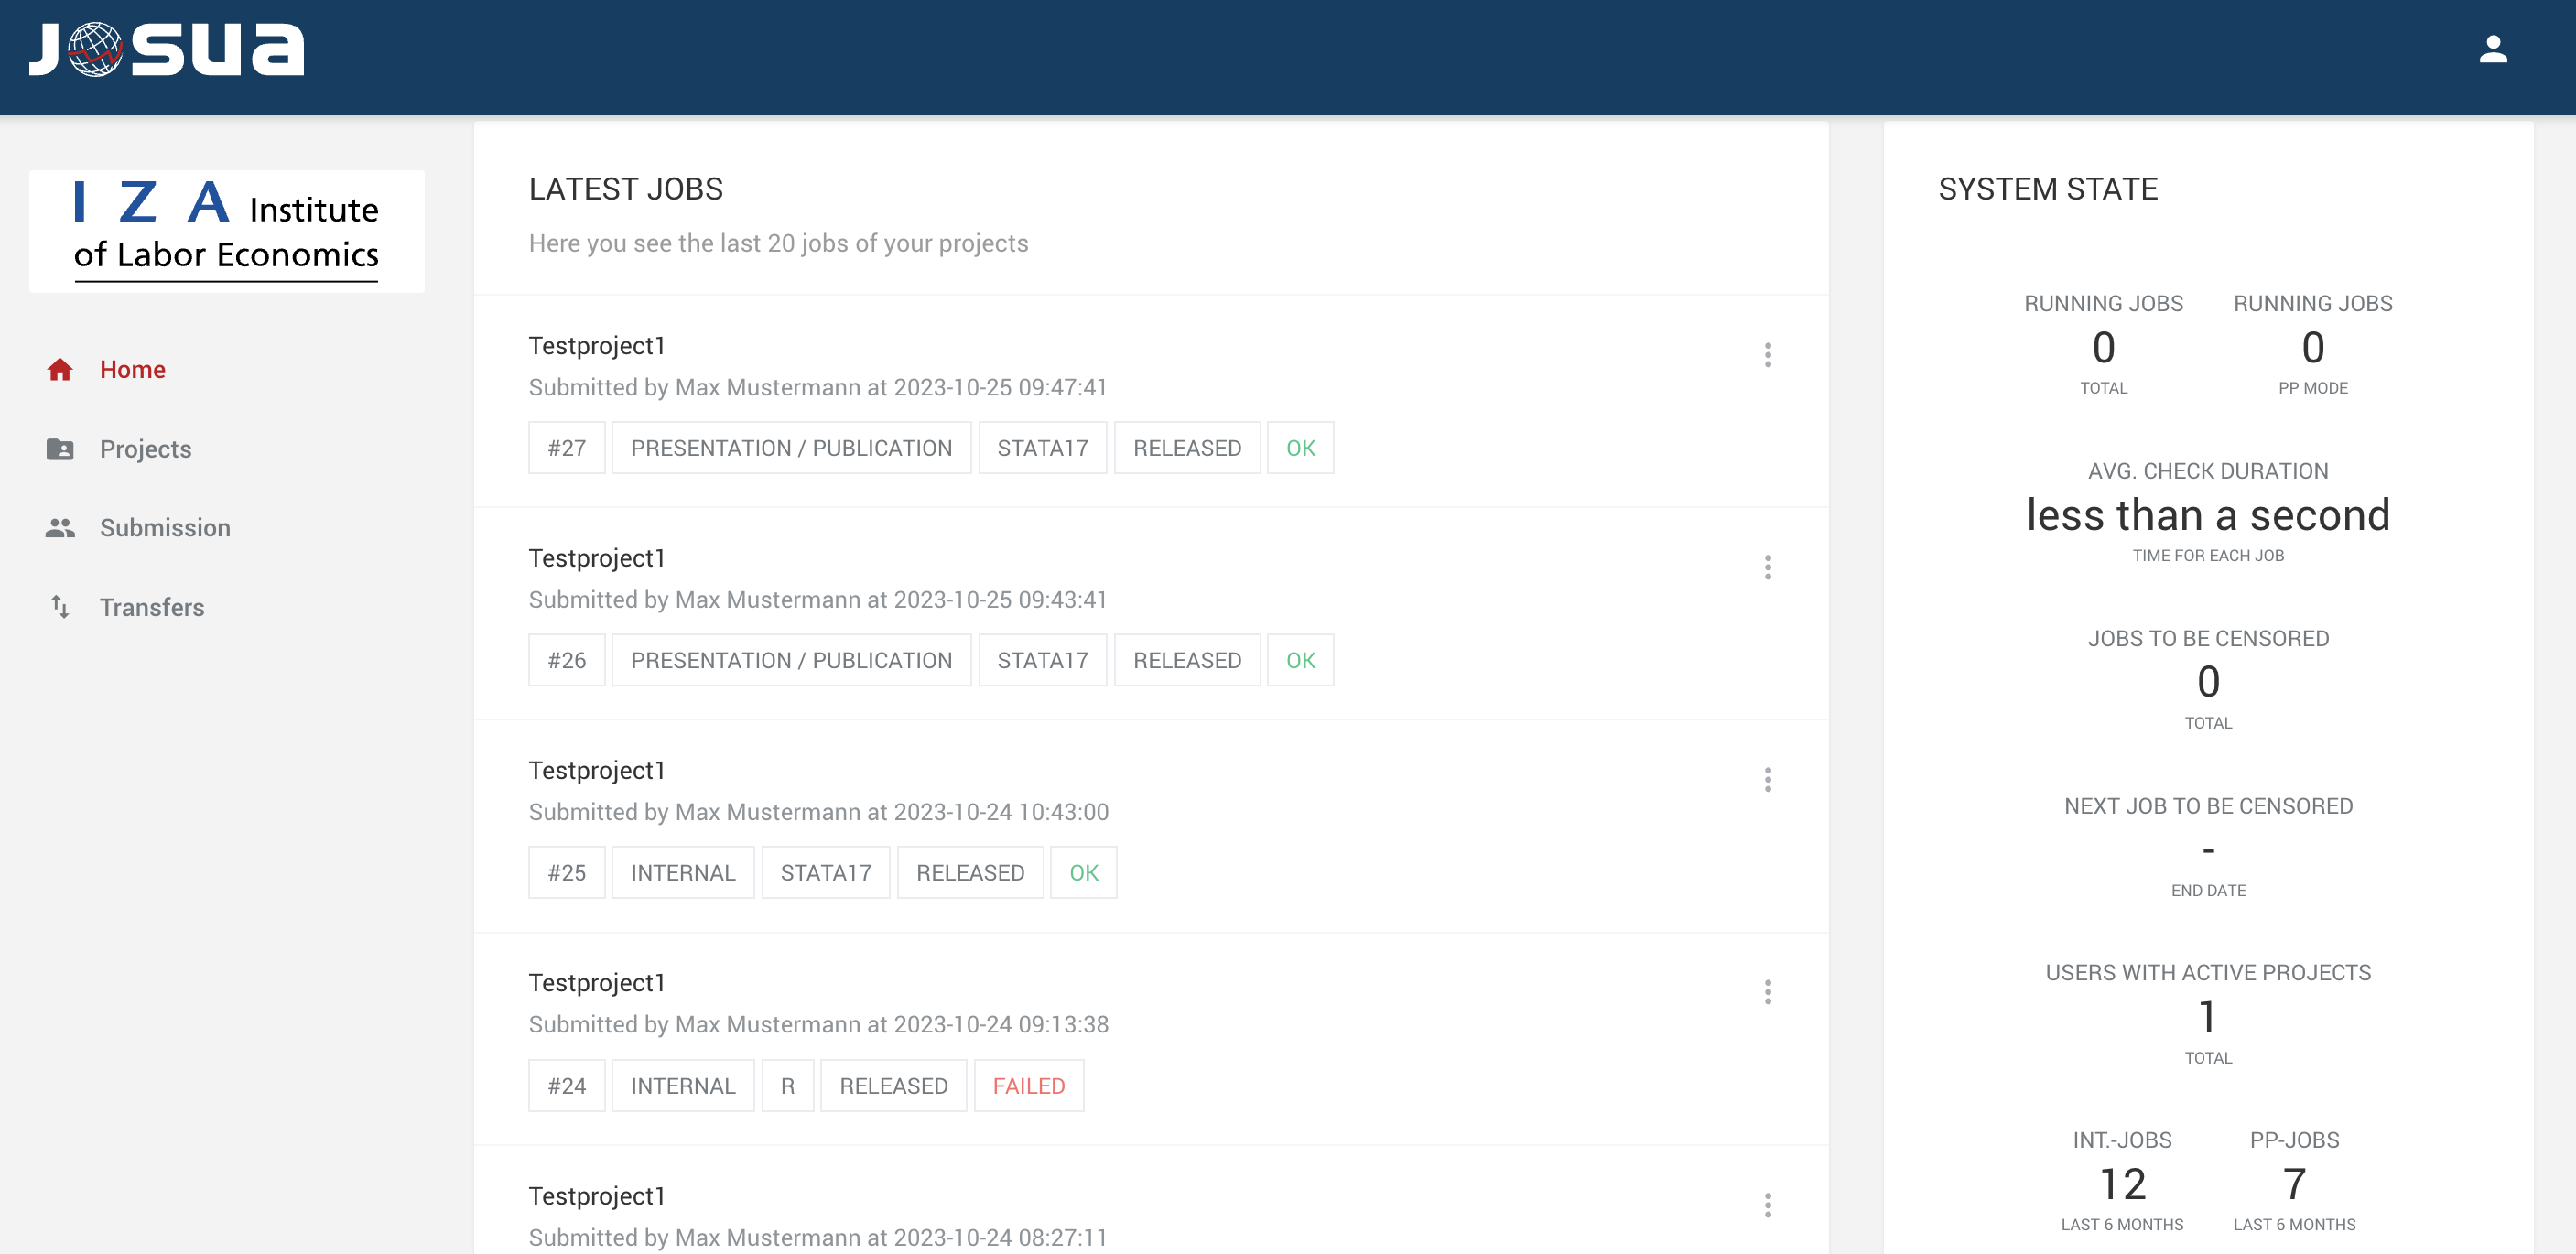 JOSUA
I Z A Institute
of Labor Economics
Home
Projects
Submission
Transfers
LATEST JOBS
Here you see the last 20 jobs of your projects
Testproject1
Submitted by Max Mustermann at 2023-10-25 09:47:41
#27 PRESENTATION / PUBLICATION STATA17 RELEASED OK
Testproject1
Submitted by Max Mustermann at 2023-10-25 09:43:41
#26 PRESENTATION / PUBLICATION STATA17 RELEASED OK
Testproject1
Submitted by Max Mustermann at 2023-10-24 10:43:00
#25 INTERNAL STATA17 RELEASED OK
Testproject1
Submitted by Max Mustermann at 2023-10-24 09:13:38
#24 INTERNAL R RELEASED FAILED
Testproject1
Submitted by Max Mustermann at 2023-10-24 08:27:11
SYSTEM STATE
RUNNING JOBS RUNNING JOBS
0 0
TOTAL PP MODE
AVG. CHECK DURATION
less than a second
TIME FOR EACH JOB
JOBS TO BE CENSORED
0
TOTAL
NEXT JOB TO BE CENSORED
-
END DATE
USERS WITH ACTIVE PROJECTS
1
TOTAL
INT.-JOBS PP-JOBS
12 7
LAST 6 MONTHS LAST 6 MONTHS